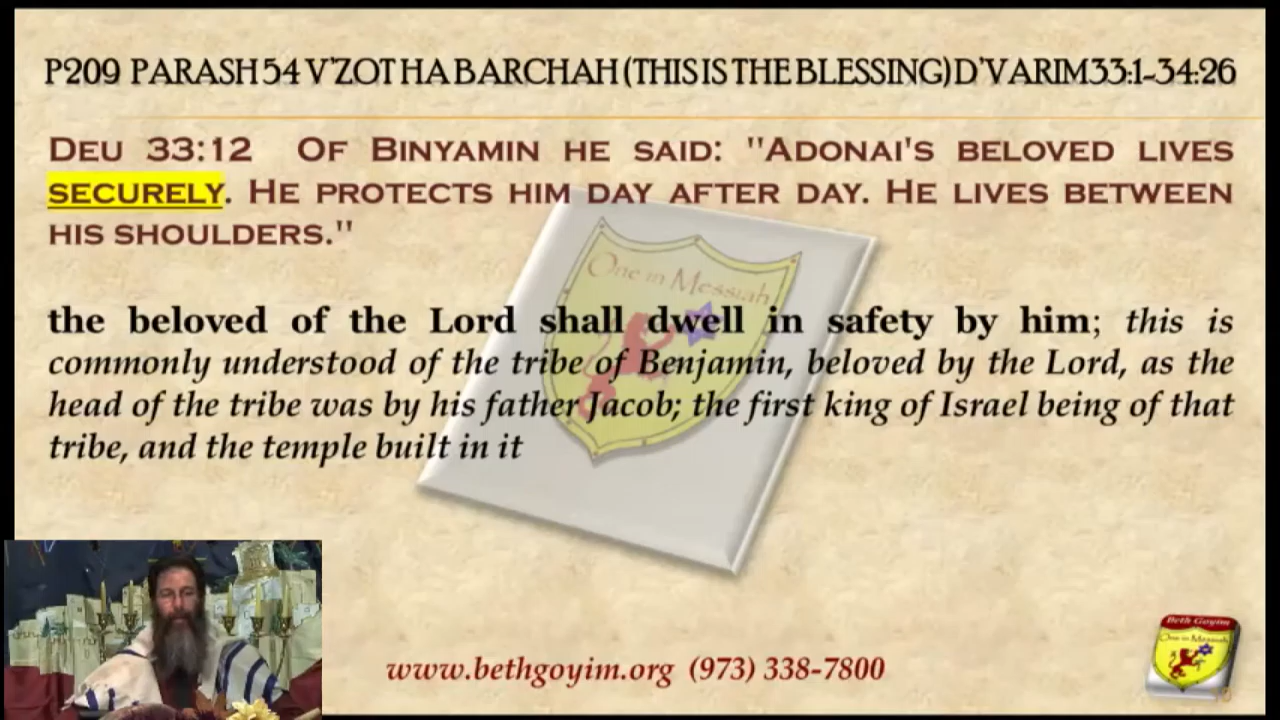 P209 PARASH 54 V'ZOT HA BARCHAH (THIS IS THE BLESSING) D'VARIM 33:1-34:26
DEU 33:12 OF BINYAMIN HE SAID: "ADONAI'S BELOVED LIVES
SECURELY. HE PROTECTS HIM DAY AFTER DAY. HE LIVES BETWEEN
HIS SHOULDERS."
One in Messiah
the beloved of the Lord shall dwell in safety by him; this is
commonly understood of the tribe of Benjamin, beloved by the Lord, as the
head of the tribe was by his father Jacob; the first king of Israel being of that
tribe, and the temple built in it
www.bethgoyim.org (973) 338-7800
Beth Goyim
One in Messiah